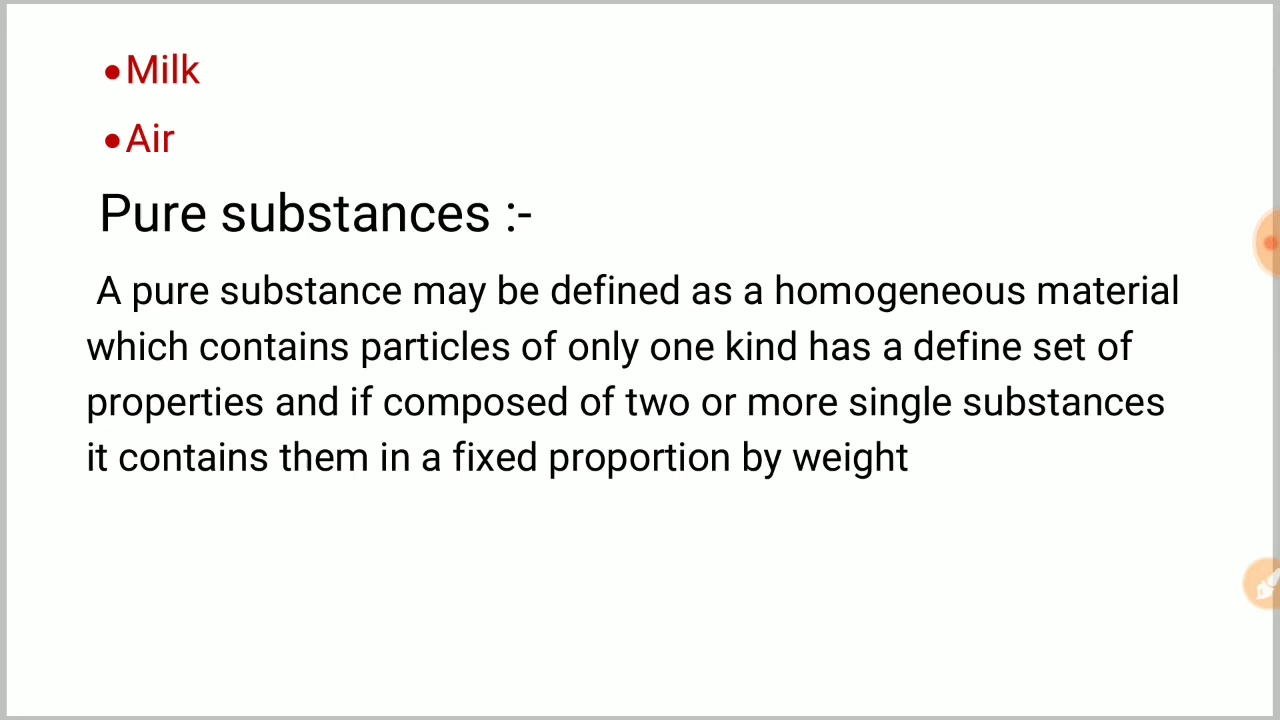 •Milk
•Air
Pure substances :-
A pure substance may be defined as a homogeneous material
which contains particles of only one kind has a define set of
properties and if composed of two or more single substances
it contains them in a fixed proportion by weight